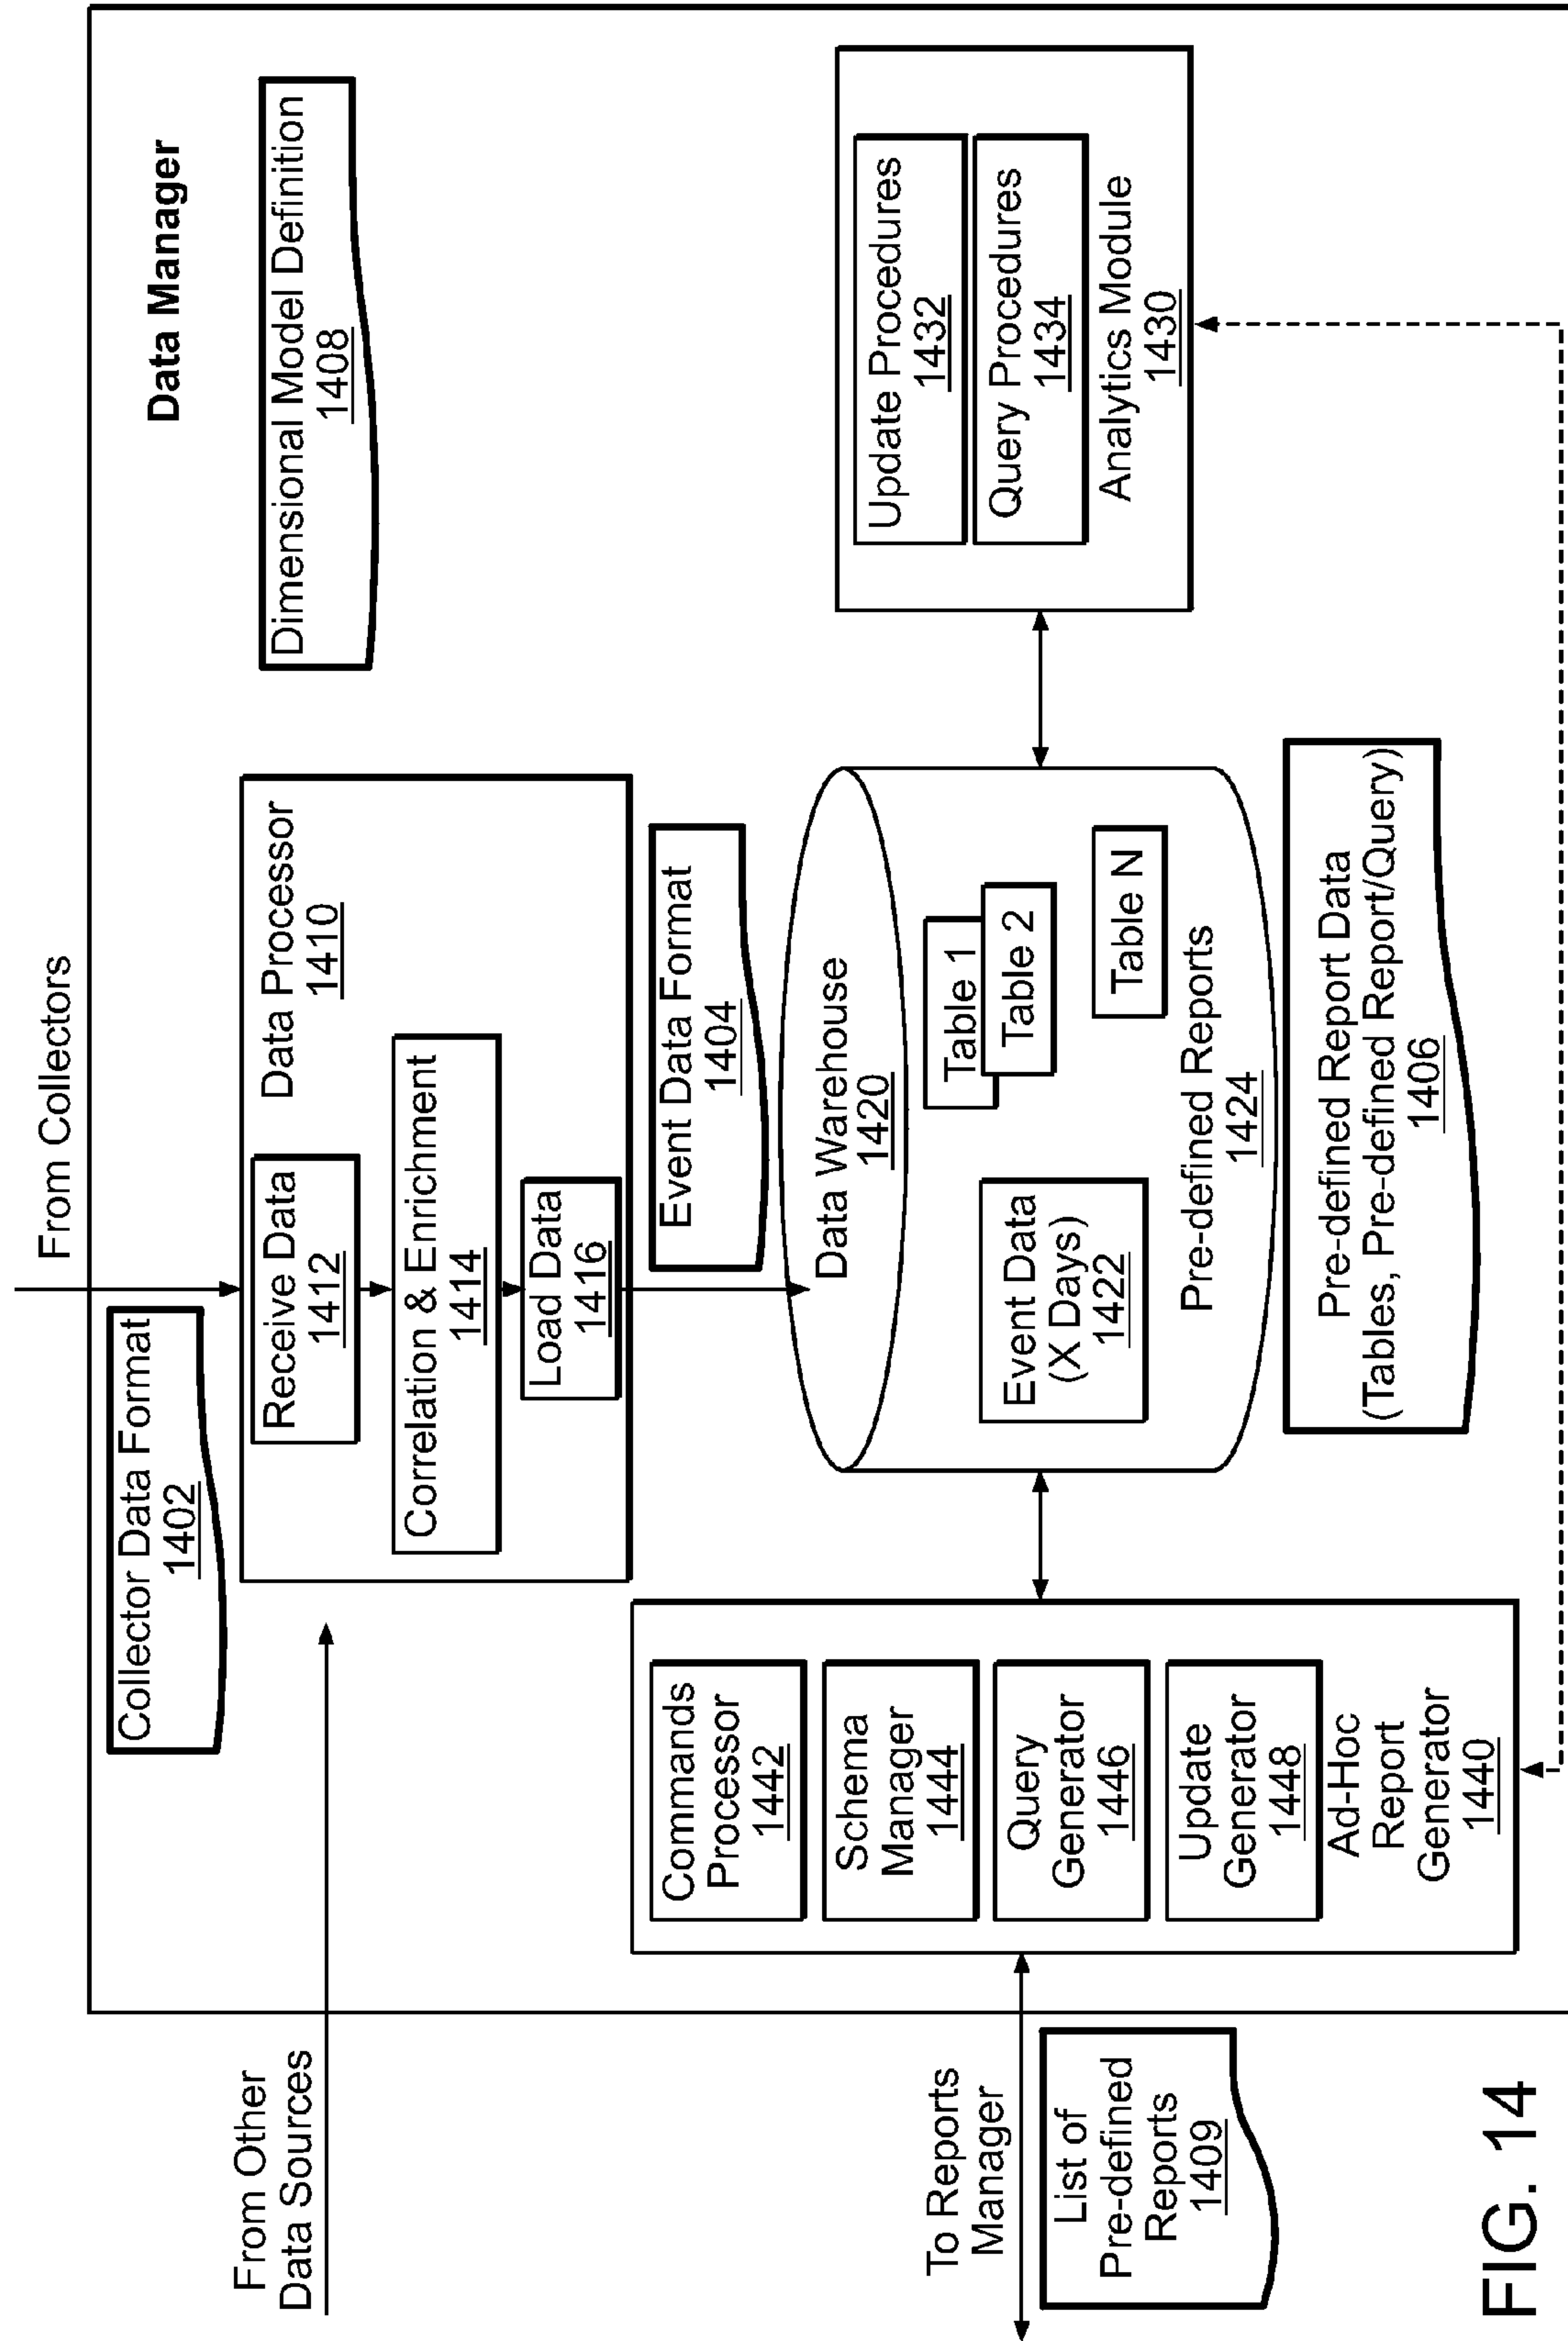 From Collectors
Data Manager
Collector Data Format
1402
Dimensional Model Definition
1408
From Other
Data Sources
Data Processor
1410
Receive Data
1412
Correlation & Enrichment
1414
Load Data
1416
Event Data Format
1404
Commands
Processor
1442
Schema
Manager
1444
Query
Generator
1446
Update
Generator
1448
Ad-Hoc
Report
Generator
1440
Data Warehouse
1420
Event Data
(X Days)
1422
Table 1
Table 2
Table N
Pre-defined Reports
1424
Update Procedures
1432
Query Procedures
1434
Analytics Module
1430
To Reports
Manager
List of
Pre-defined
Reports
1409
Pre-defined Report Data
(Tables, Pre-defined Report/Query)
1406
FIG. 14